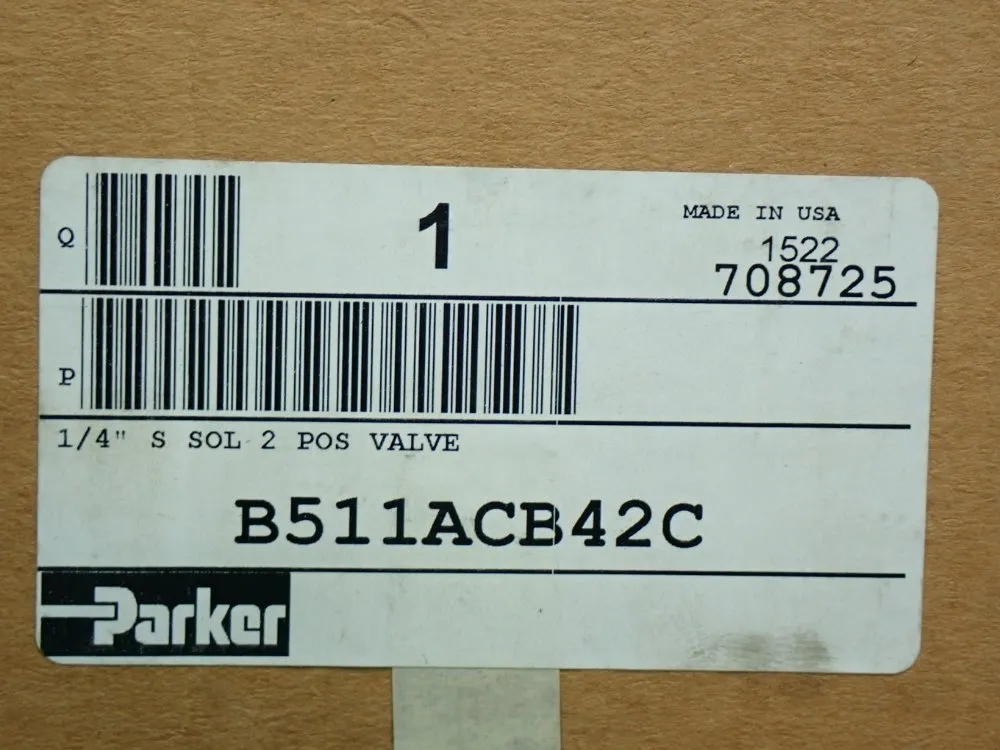 Q
1
MADE IN USA
1522
708725
P
1/4" S SOL 2 POS VALVE
B511ACB42C
Parker